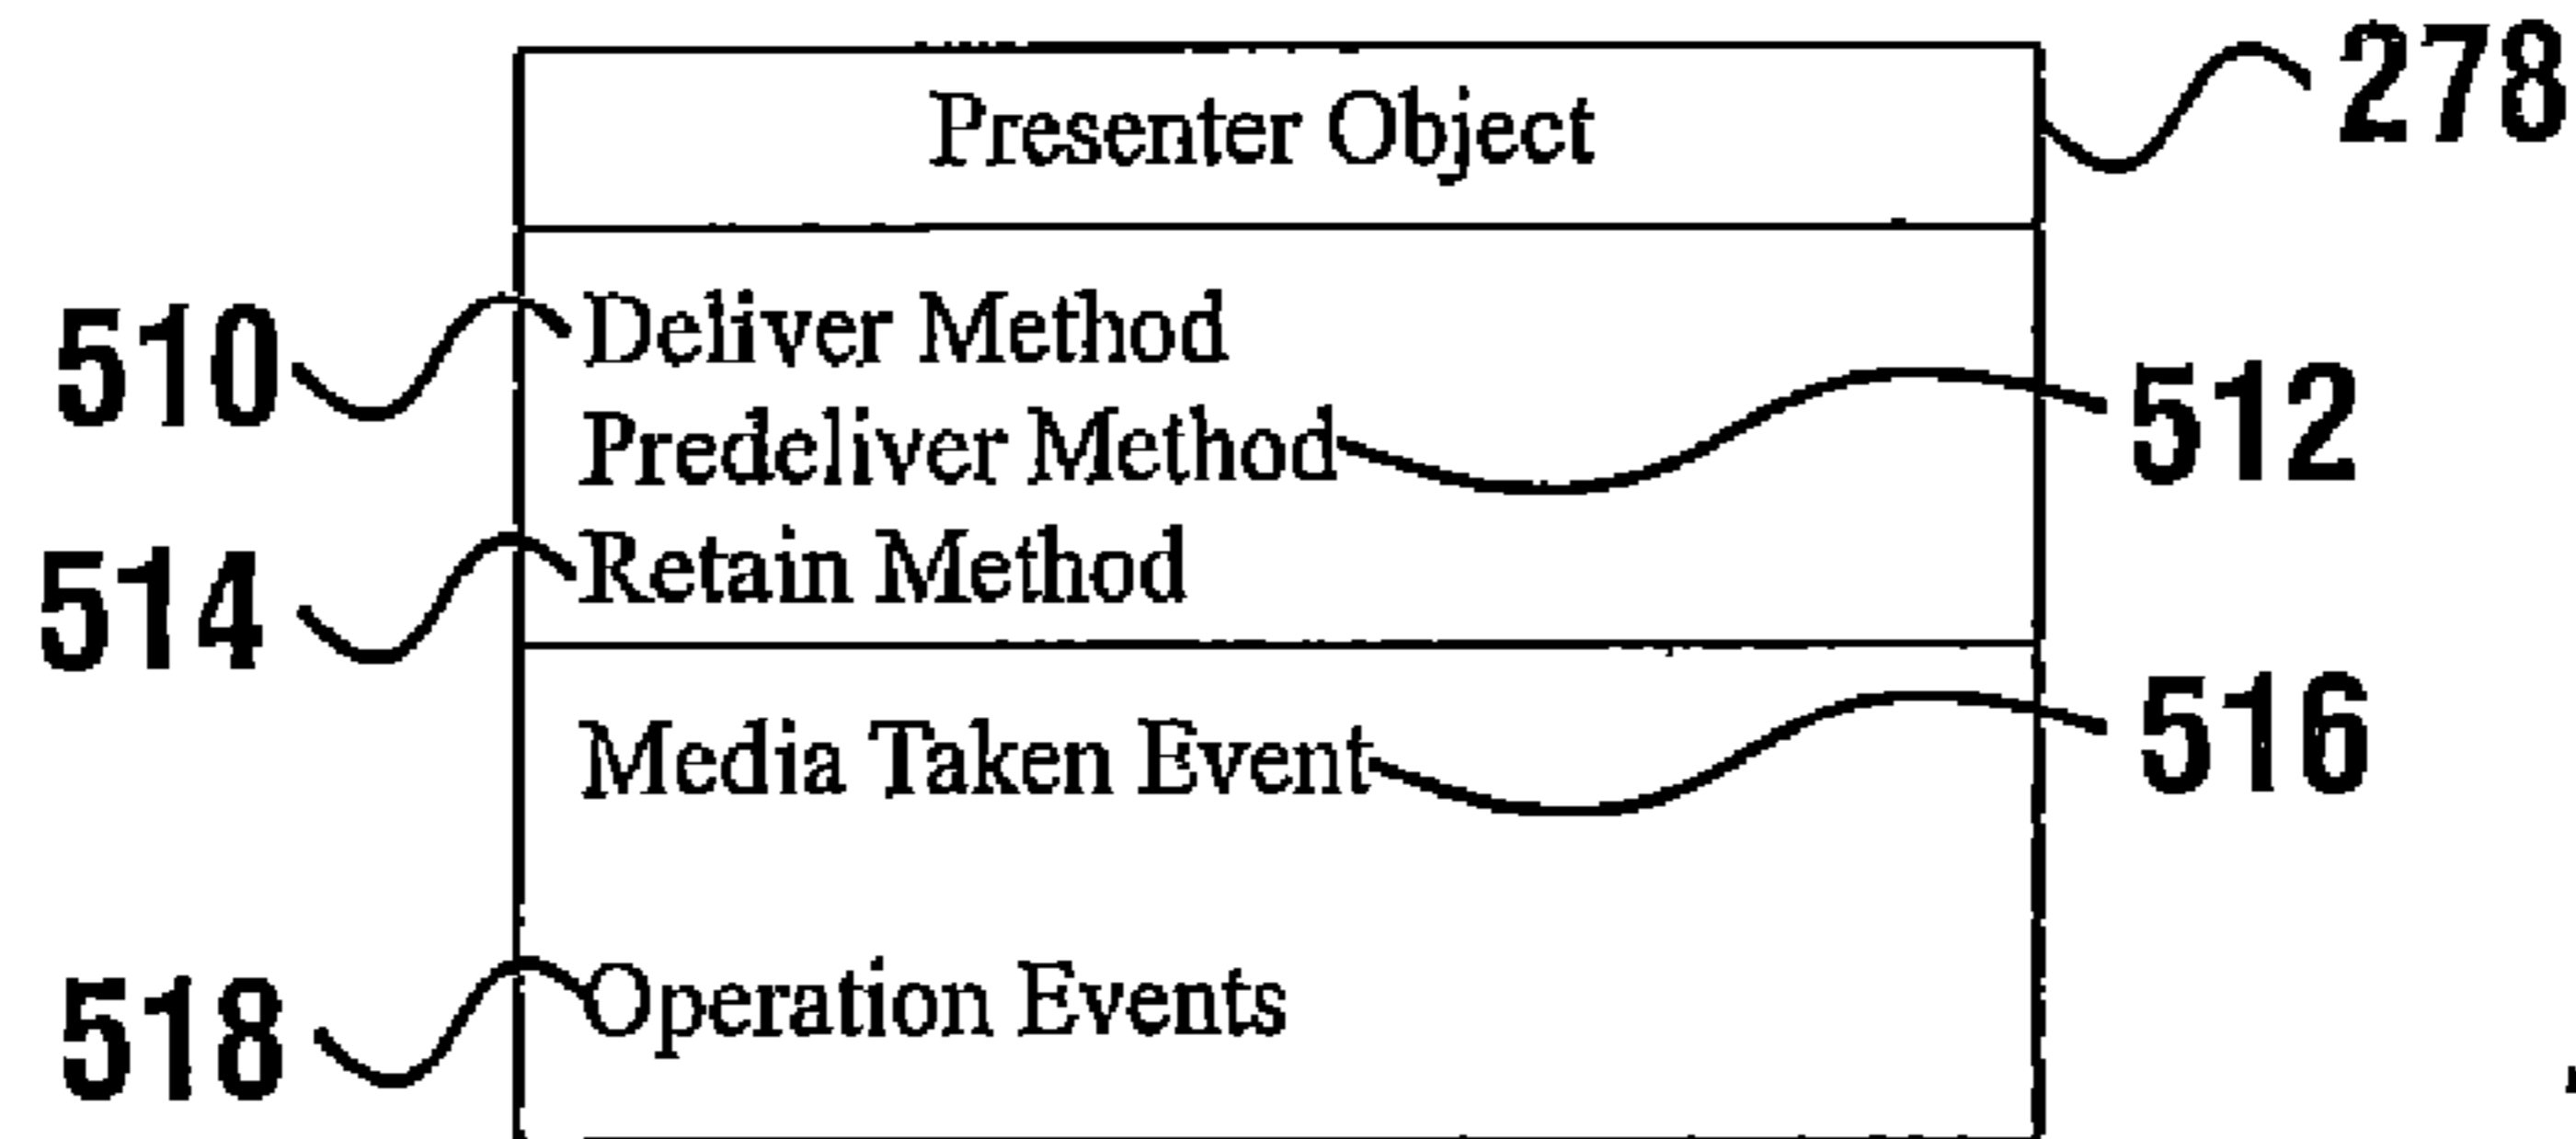 Presenter Object
278
510
Deliver Method
512
Predeliver Method
514
Retain Method
516
Media Taken Event
518
Operation Events